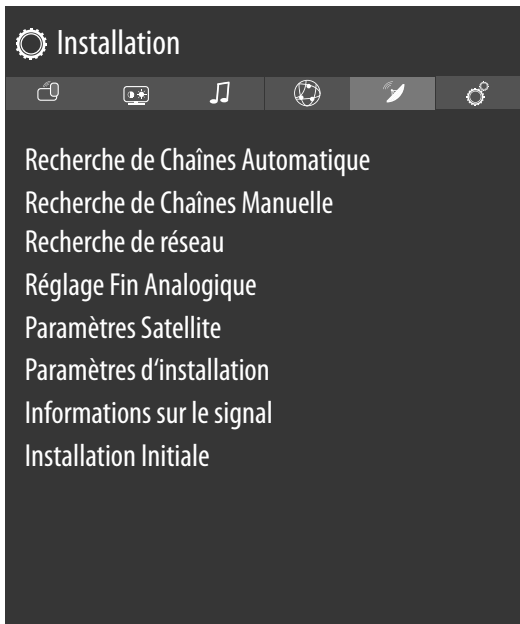 Installation
Recherche de Chaînes Automatique
Recherche de Chaînes Manuelle
Recherche de réseau
Réglage Fin Analogique
Paramètres Satellite
Paramètres d‘installation
Informations sur le signal
Installation Initiale